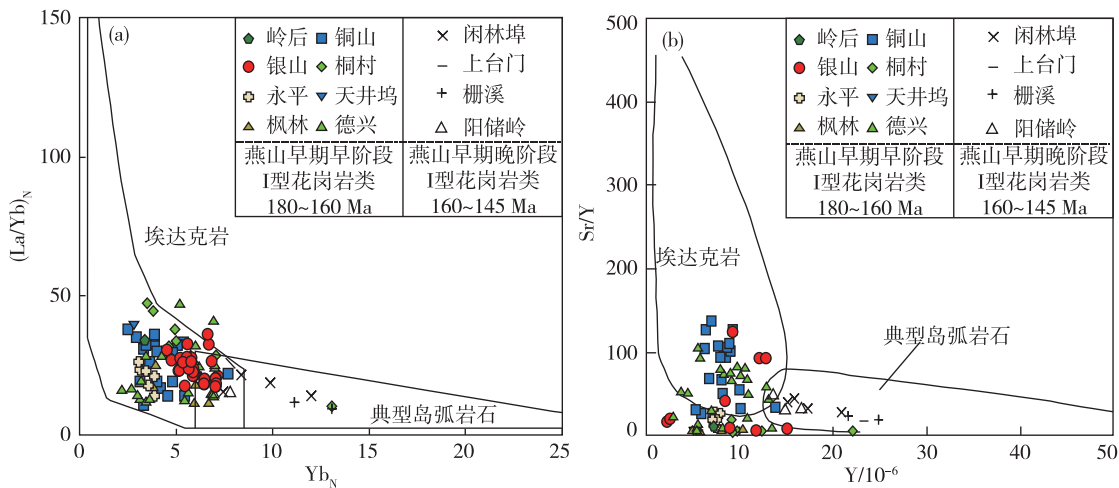 (a)
岭后 铜山 闲林埠
银山 桐村 上台门
永平 天井坞 栅溪
枫林 德兴 阳储岭
燕山早期早阶段 燕山早期晚阶段
I型花岗岩类 I型花岗岩类
180~160 Ma 160~145 Ma
埃达克岩
典型岛弧岩石
(La/Yb)N
150
100
50
0
0 5 10 15 20 25
YbN
(b)
岭后 铜山 闲林埠
银山 桐村 上台门
永平 天井坞 栅溪
枫林 德兴 阳储岭
燕山早期早阶段 燕山早期晚阶段
I型花岗岩类 I型花岗岩类
180~160 Ma 160~145 Ma
埃达克岩
典型岛弧岩石
Sr/Y
500
400
300
200
100
0
0 10 20 30 40 50
Y/10-6